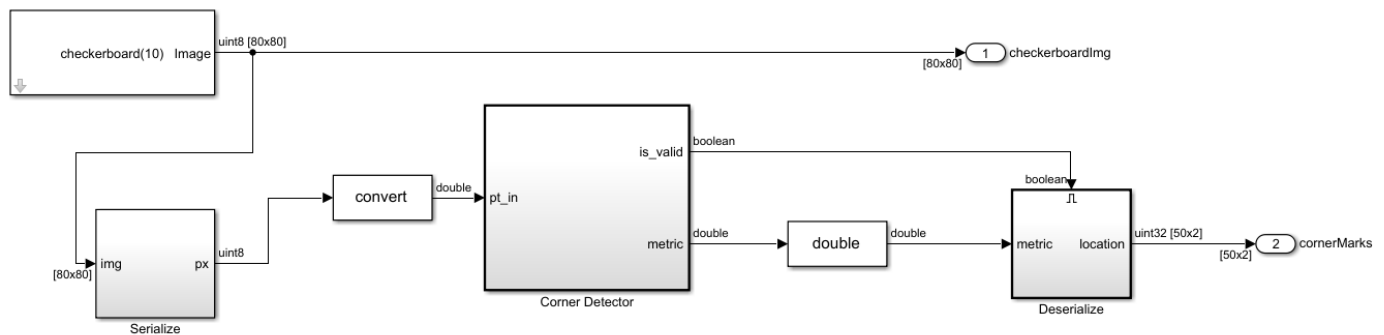 checkerboard(10) Image
uint8 [80x80]
[80x80]
1
checkerboardImg
[80x80]
img
px
uint8
Serialize
convert
double
pt_in
is_valid
metric
Corner Detector
boolean
double
double
double
boolean
metric
location
Deserialize
uint32 [50x2]
[50x2]
2
cornerMarks